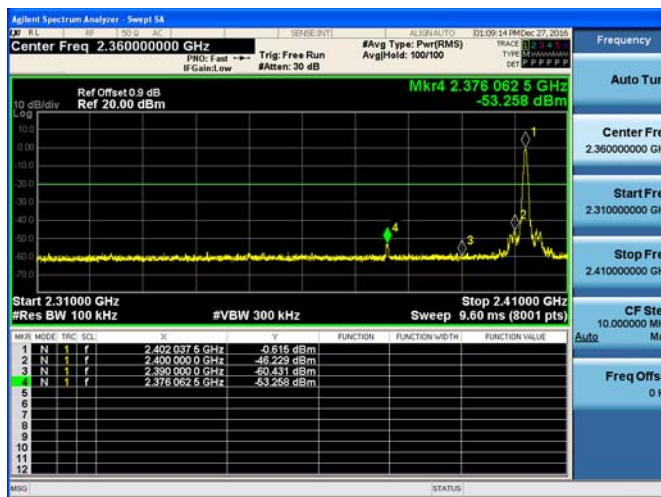 Agilent Spectrum Analyzer - Swept SA
RL RF 50 Ω AC SENSE:INT ALIGNAUTO 01:09:14 PM Dec 27, 2016
Center Freq 2.360000000 GHz #Avg Type: Pwr(RMS) TRACE 1 2 3 4 5 6
PNO: Fast Trig: Free Run Avg|Hold: 100/100 TYPE M
IFGain:Low #Atten: 30 dB DET P P P P P P
Mkr4 2.376 062 5 GHz
Ref Offset 0.9 dB
10 dB/div Ref 20.00 dBm -53.258 dBm
Log
10.0
0.00
-10.0
-20.0
-30.0
-40.0
-50.0
-60.0
-70.0
1
2
3
4
Start 2.31000 GHz Stop 2.41000 GHz
#Res BW 100 kHz #VBW 300 kHz Sweep 9.60 ms (8001 pts)
MKR MODE TRC SCL X Y FUNCTION FUNCTION WIDTH FUNCTION VALUE
1 N 1 f 2.402 037 5 GHz -0.615 dBm
2 N 1 f 2.400 000 0 GHz -46.229 dBm
3 N 1 f 2.390 000 0 GHz -60.431 dBm
4 N 1 f 2.376 062 5 GHz -53.258 dBm
5
6
7
8
9
10
11
12
MSG STATUS
Frequency
Auto Tun
Center Fre
2.360000000 GH
Start Fre
2.310000000 GH
Stop Fre
2.410000000 GH
CF Ste
10.000000 MH
Auto Ma
Freq Offs
0 H